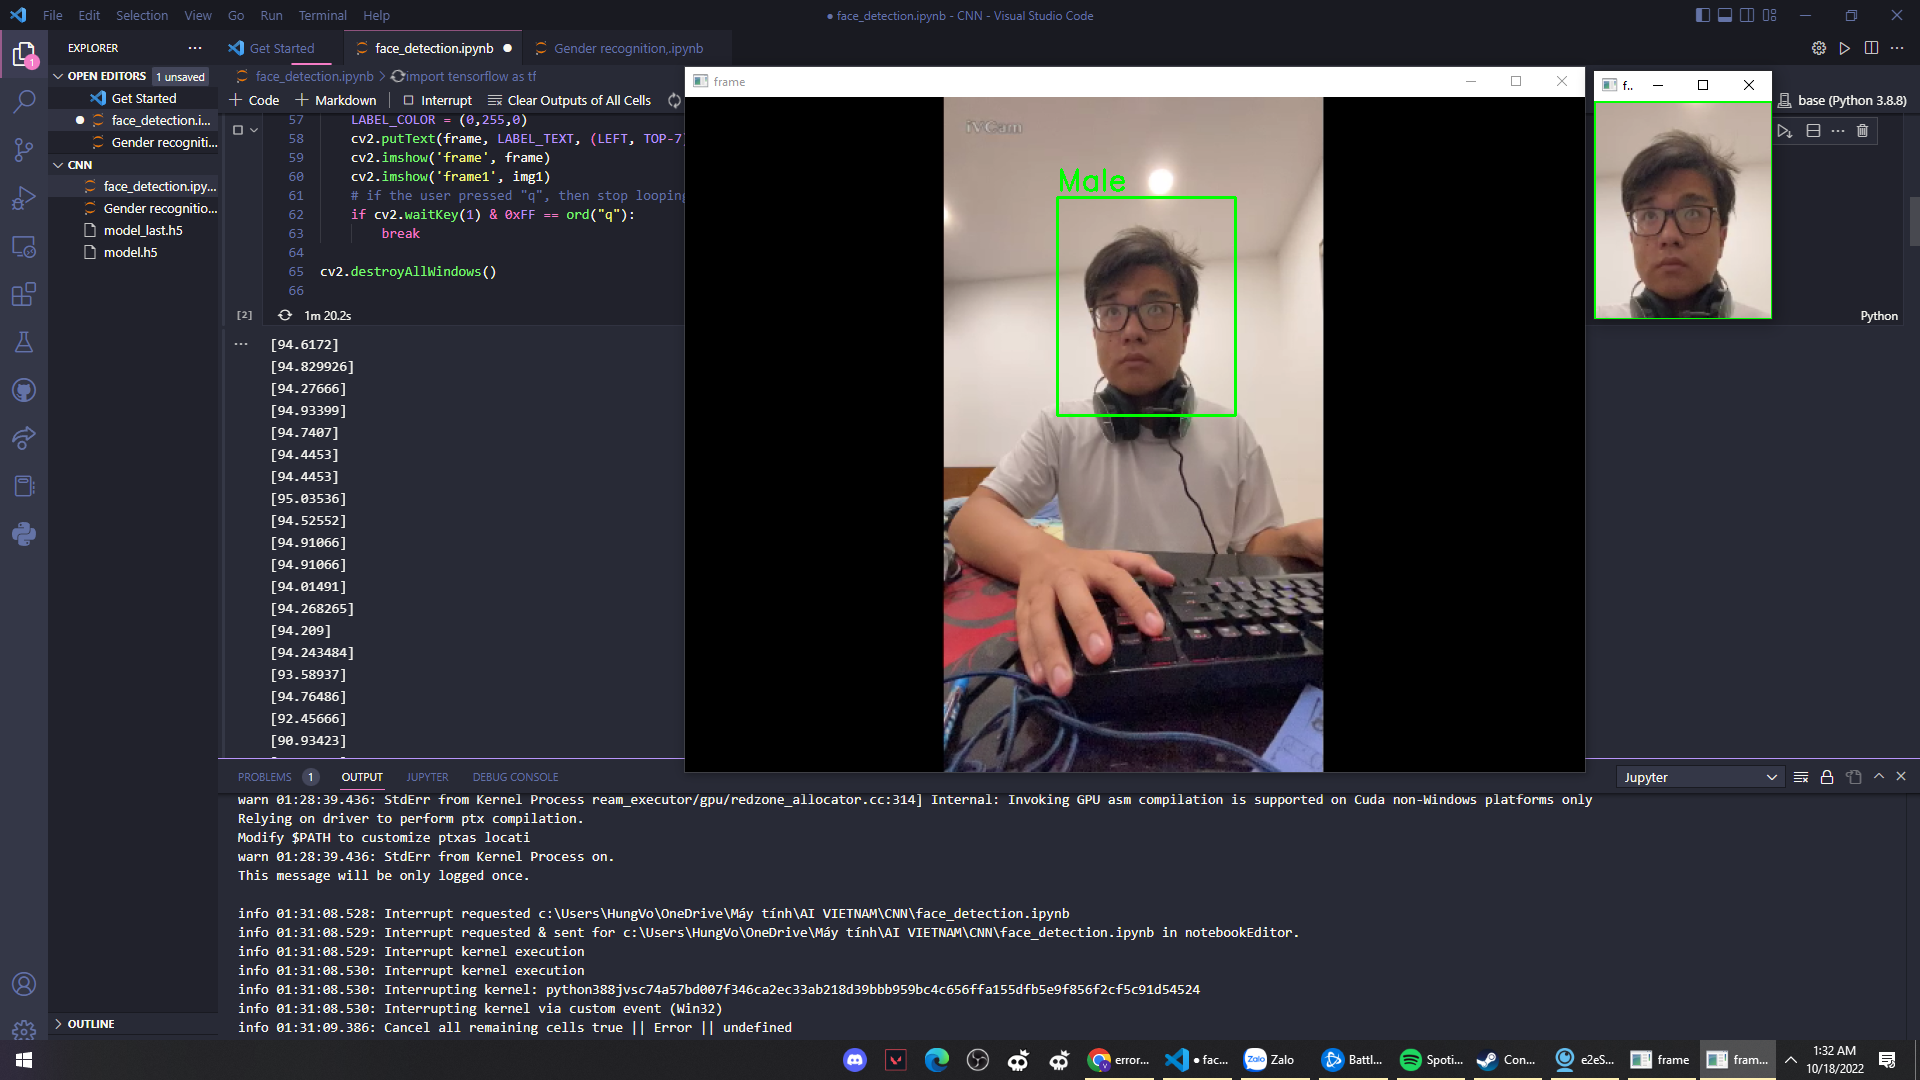 File Edit Selection View Go Run Terminal Help
● face_detection.ipynb - CNN - Visual Studio Code
EXPLORER
OPEN EDITORS 1 unsaved
Get Started
face_detection.i...
Gender recogniti...
CNN
face_detection.ipy...
Gender recognitio...
model_last.h5
model.h5
OUTLINE
1
Get Started
face_detection.ipynb
Gender recognition,.ipynb
face_detection.ipynb > import tensorflow as tf
Code Markdown Interrupt Clear Outputs of All Cells
base (Python 3.8.8)
57 LABEL_COLOR = (0,255,0)
58 cv2.putText(frame, LABEL_TEXT, (LEFT, TOP-7)
59 cv2.imshow('frame', frame)
60 cv2.imshow('frame1', img1)
61 # if the user pressed "q", then stop looping
62 if cv2.waitKey(1) & 0xFF == ord("q"):
63 break
64
65 cv2.destroyAllWindows()
66
[2] 1m 20.2s
Python
[94.6172]
[94.829926]
[94.27666]
[94.93399]
[94.7407]
[94.4453]
[94.4453]
[95.03536]
[94.52552]
[94.91066]
[94.91066]
[94.01491]
[94.268265]
[94.209]
[94.243484]
[93.58937]
[94.76486]
[92.45666]
[90.93423]
frame
iVCam
Male
f..
PROBLEMS 1 OUTPUT JUPYTER DEBUG CONSOLE
Jupyter
warn 01:28:39.436: StdErr from Kernel Process ream_executor/gpu/redzone_allocator.cc:314] Internal: Invoking GPU asm compilation is supported on Cuda non-Windows platforms only
Relying on driver to perform ptx compilation.
Modify $PATH to customize ptxas locati
warn 01:28:39.436: StdErr from Kernel Process on.
This message will be only logged once.
info 01:31:08.528: Interrupt requested c:\Users\HungVo\OneDrive\Máy tính\AI VIETNAM\CNN\face_detection.ipynb
info 01:31:08.529: Interrupt requested & sent for c:\Users\HungVo\OneDrive\Máy tính\AI VIETNAM\CNN\face_detection.ipynb in notebookEditor.
info 01:31:08.529: Interrupt kernel execution
info 01:31:08.530: Interrupt kernel execution
info 01:31:08.530: Interrupting kernel: python388jvsc74a57bd007f346ca2ec33ab218d39bbb959bc4c656ffa155dfb5e9f856f2cf5c91d54524
info 01:31:08.530: Interrupting kernel via custom event (Win32)
info 01:31:09.386: Cancel all remaining cells true || Error || undefined
error... ● fac... Zalo Battl... Spoti... Con... e2eS... frame fram...
1:32 AM
10/18/2022